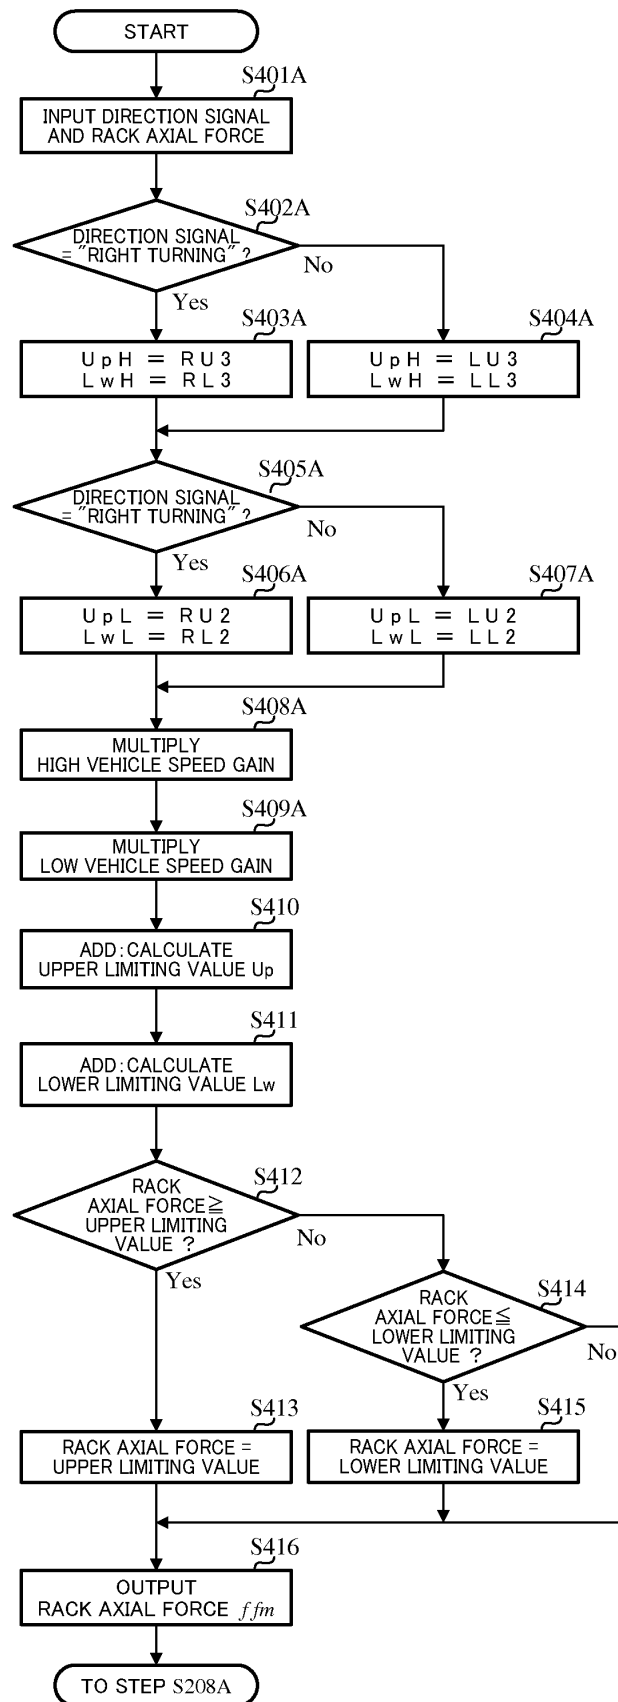 START
S401A
INPUT DIRECTION SIGNAL
AND RACK AXIAL FORCE
S402A
DIRECTION SIGNAL
= "RIGHT TURNING" ?
No
Yes
S403A
UpH = RU3
LwH = RL3
S404A
UpH = LU3
LwH = LL3
S405A
DIRECTION SIGNAL
= "RIGHT TURNING" ?
No
Yes
S406A
UpL = RU2
LwL = RL2
S407A
UpL = LU2
LwL = LL2
S408A
MULTIPLY
HIGH VEHICLE SPEED GAIN
S409A
MULTIPLY
LOW VEHICLE SPEED GAIN
S410
ADD:CALCULATE
UPPER LIMITING VALUE Up
S411
ADD:CALCULATE
LOWER LIMITING VALUE Lw
S412
RACK
AXIAL FORCE≧
UPPER LIMITING
VALUE ?
No
Yes
S414
RACK
AXIAL FORCE≦
LOWER LIMITING
VALUE ?
No
Yes
S413
RACK AXIAL FORCE =
UPPER LIMITING VALUE
S415
RACK AXIAL FORCE =
LOWER LIMITING VALUE
S416
OUTPUT
RACK AXIAL FORCE ffm
TO STEP S208A